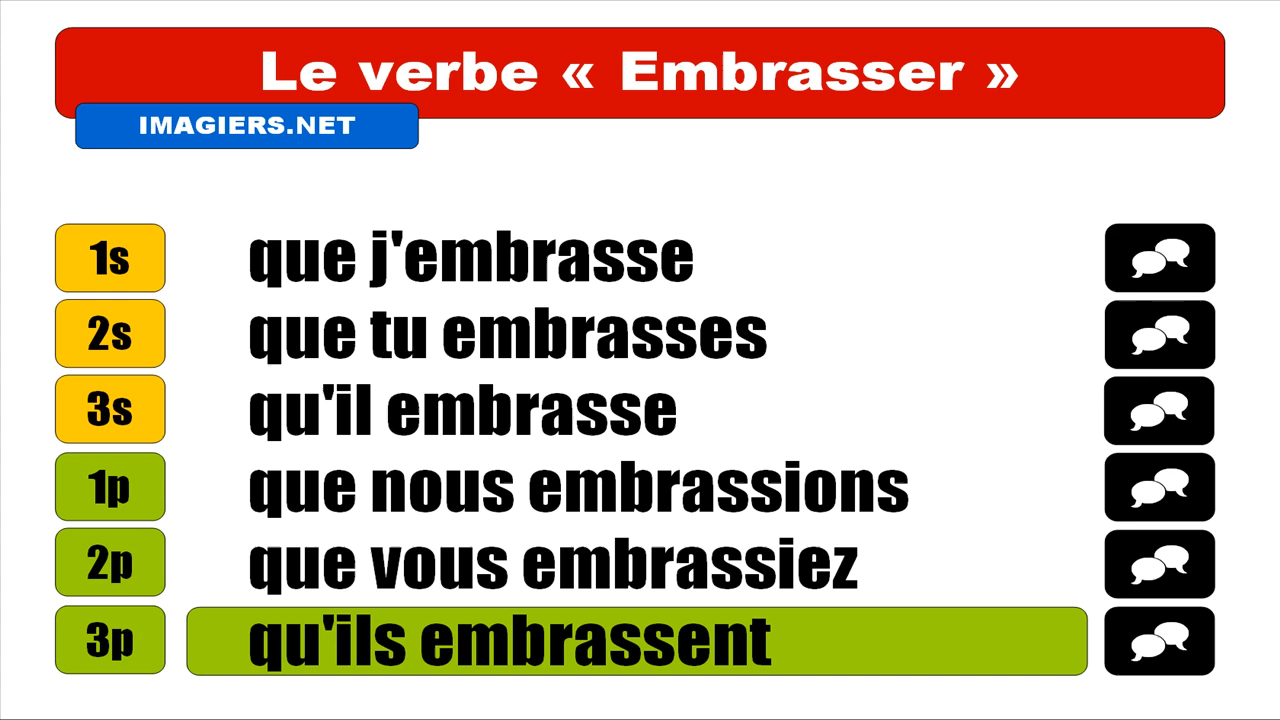 Le verbe « Embrasser »
IMAGIERS.NET
1s que j'embrasse
2s que tu embrasses
3s qu'il embrasse
1p que nous embrassions
2p que vous embrassiez
3p qu'ils embrassent